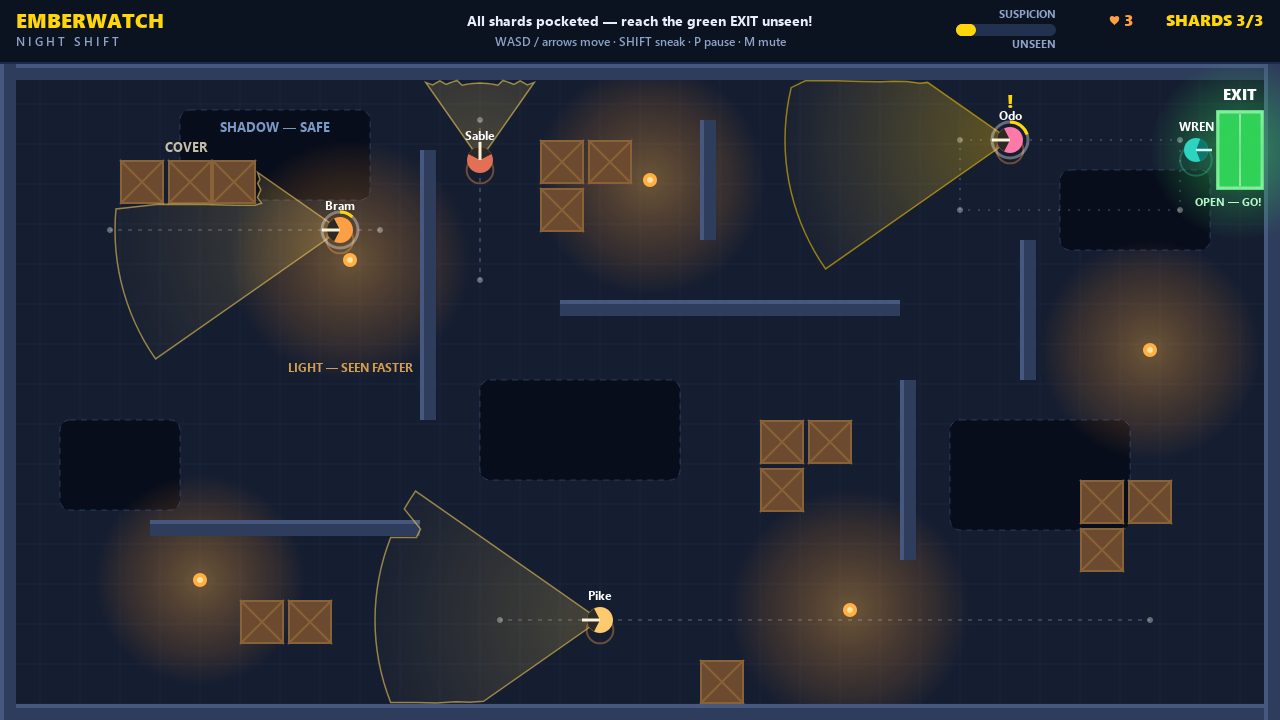 EMBERWATCH
NIGHT SHIFT
All shards pocketed — reach the green EXIT unseen!
WASD / arrows move · SHIFT sneak · P pause · M mute
SUSPICION
UNSEEN
♥ 3
SHARDS 3/3
EXIT
!
Odo
WREN
SHADOW — SAFE
Sable
COVER
OPEN — GO!
Bram
LIGHT — SEEN FASTER
Pike